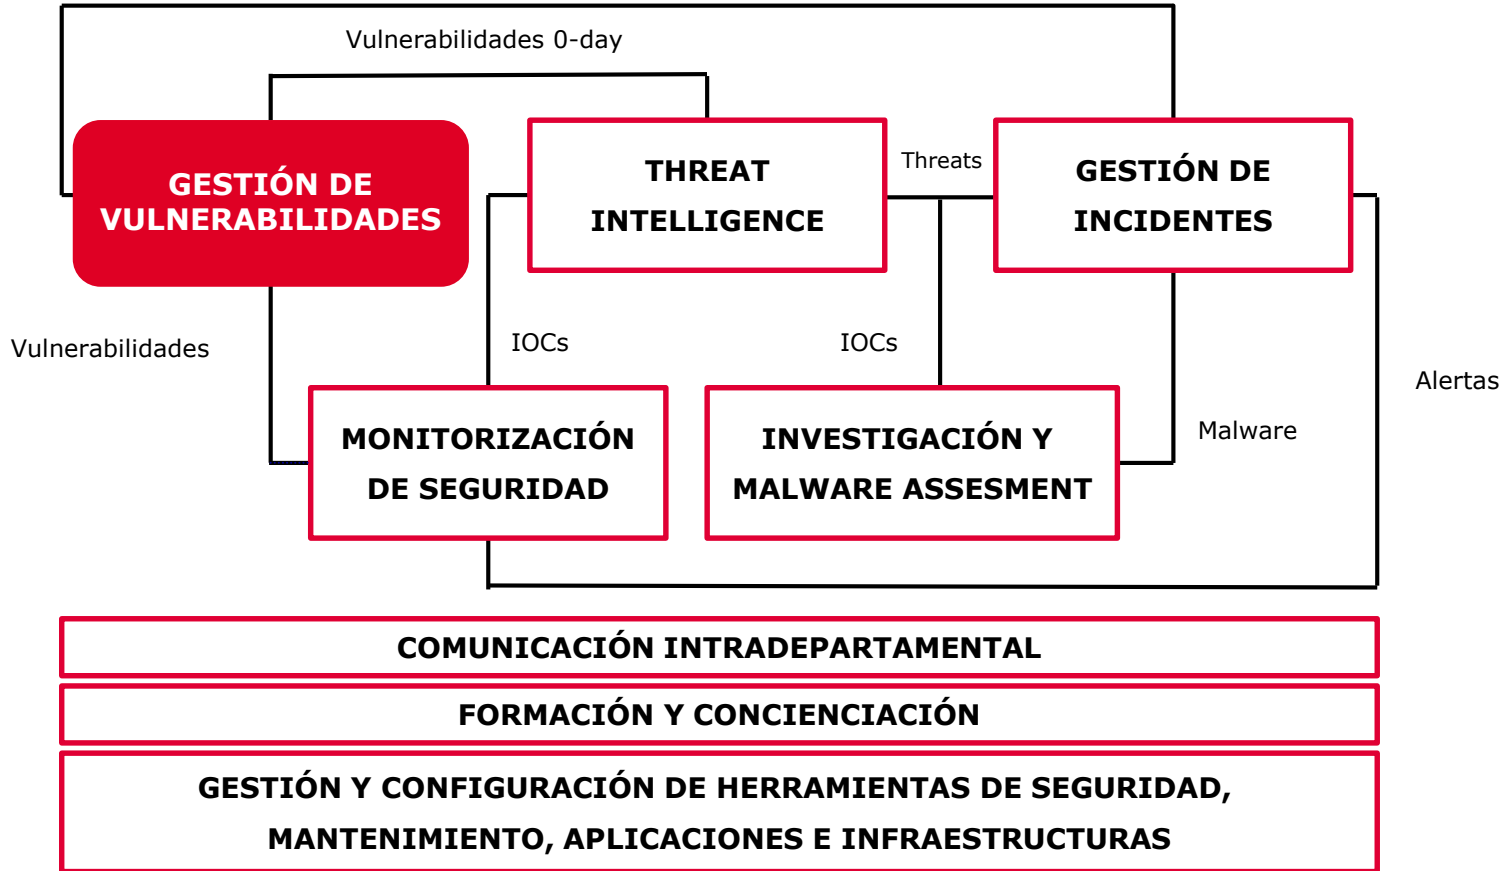 Vulnerabilidades 0-day
GESTIÓN DE
VULNERABILIDADES
THREAT
INTELLIGENCE
Threats
GESTIÓN DE
INCIDENTES
Vulnerabilidades
IOCs
IOCs
Alertas
MONITORIZACIÓN
DE SEGURIDAD
INVESTIGACIÓN Y
MALWARE ASSESMENT
Malware
COMUNICACIÓN INTRADEPARTAMENTAL
FORMACIÓN Y CONCIENCIACIÓN
GESTIÓN Y CONFIGURACIÓN DE HERRAMIENTAS DE SEGURIDAD,
MANTENIMIENTO, APLICACIONES E INFRAESTRUCTURAS